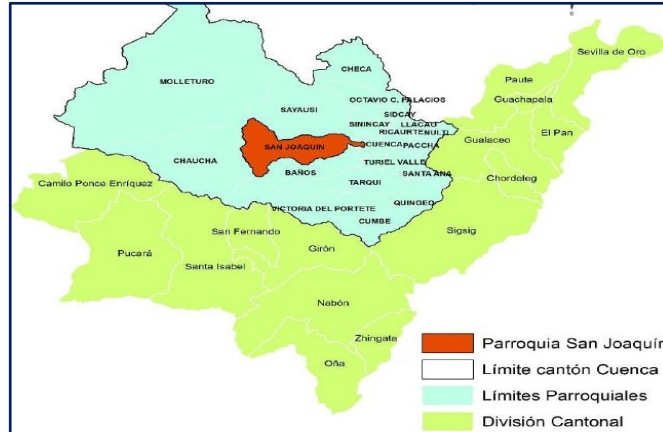 Sevilla de Oro
CHECA
Paute
MOLLETURO
OCTAVIO C. PALACIOS
Guachapala
SAYAUSI
SIDCAY
SININCAY
LLACAO
RICAURTE
NULTI
El Pan
SAN JOAQUIN
CUENCA
PACCHA
Gualaceo
CHAUCHA
BAÑOS
TURI
EL VALLE
SANTA ANA
Chordeleg
Camilo Ponce Enríquez
TARQUI
VICTORIA DEL PORTETE
QUINGEO
CUMBE
Sigsig
San Fernando
Girón
Pucará
Santa Isabel
Nabón
Zhingata
Oña
Parroquia San Joaquín
Límite cantón Cuenca
Límites Parroquiales
División Cantonal